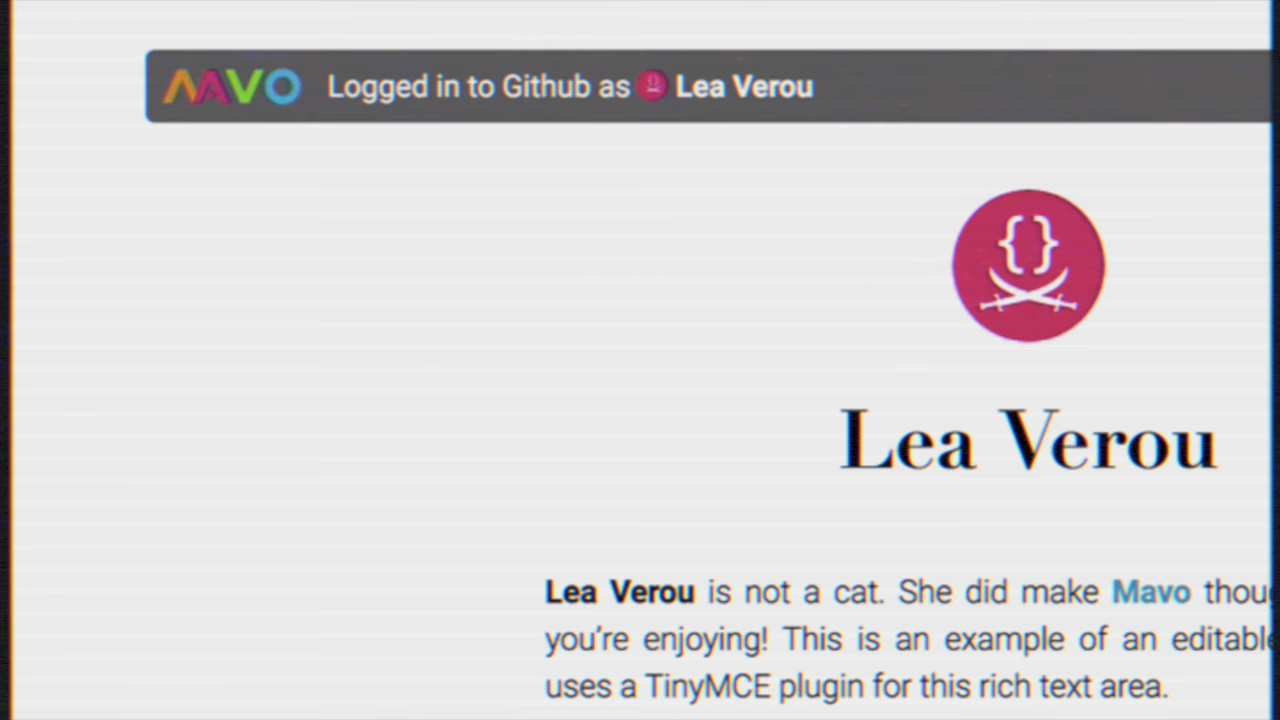 MAVO Logged in to Github as Lea Verou
{}
Lea Verou
Lea Verou is not a cat. She did make Mavo
you're enjoying! This is an example of an editable
uses a TinyMCE plugin for this rich text area.